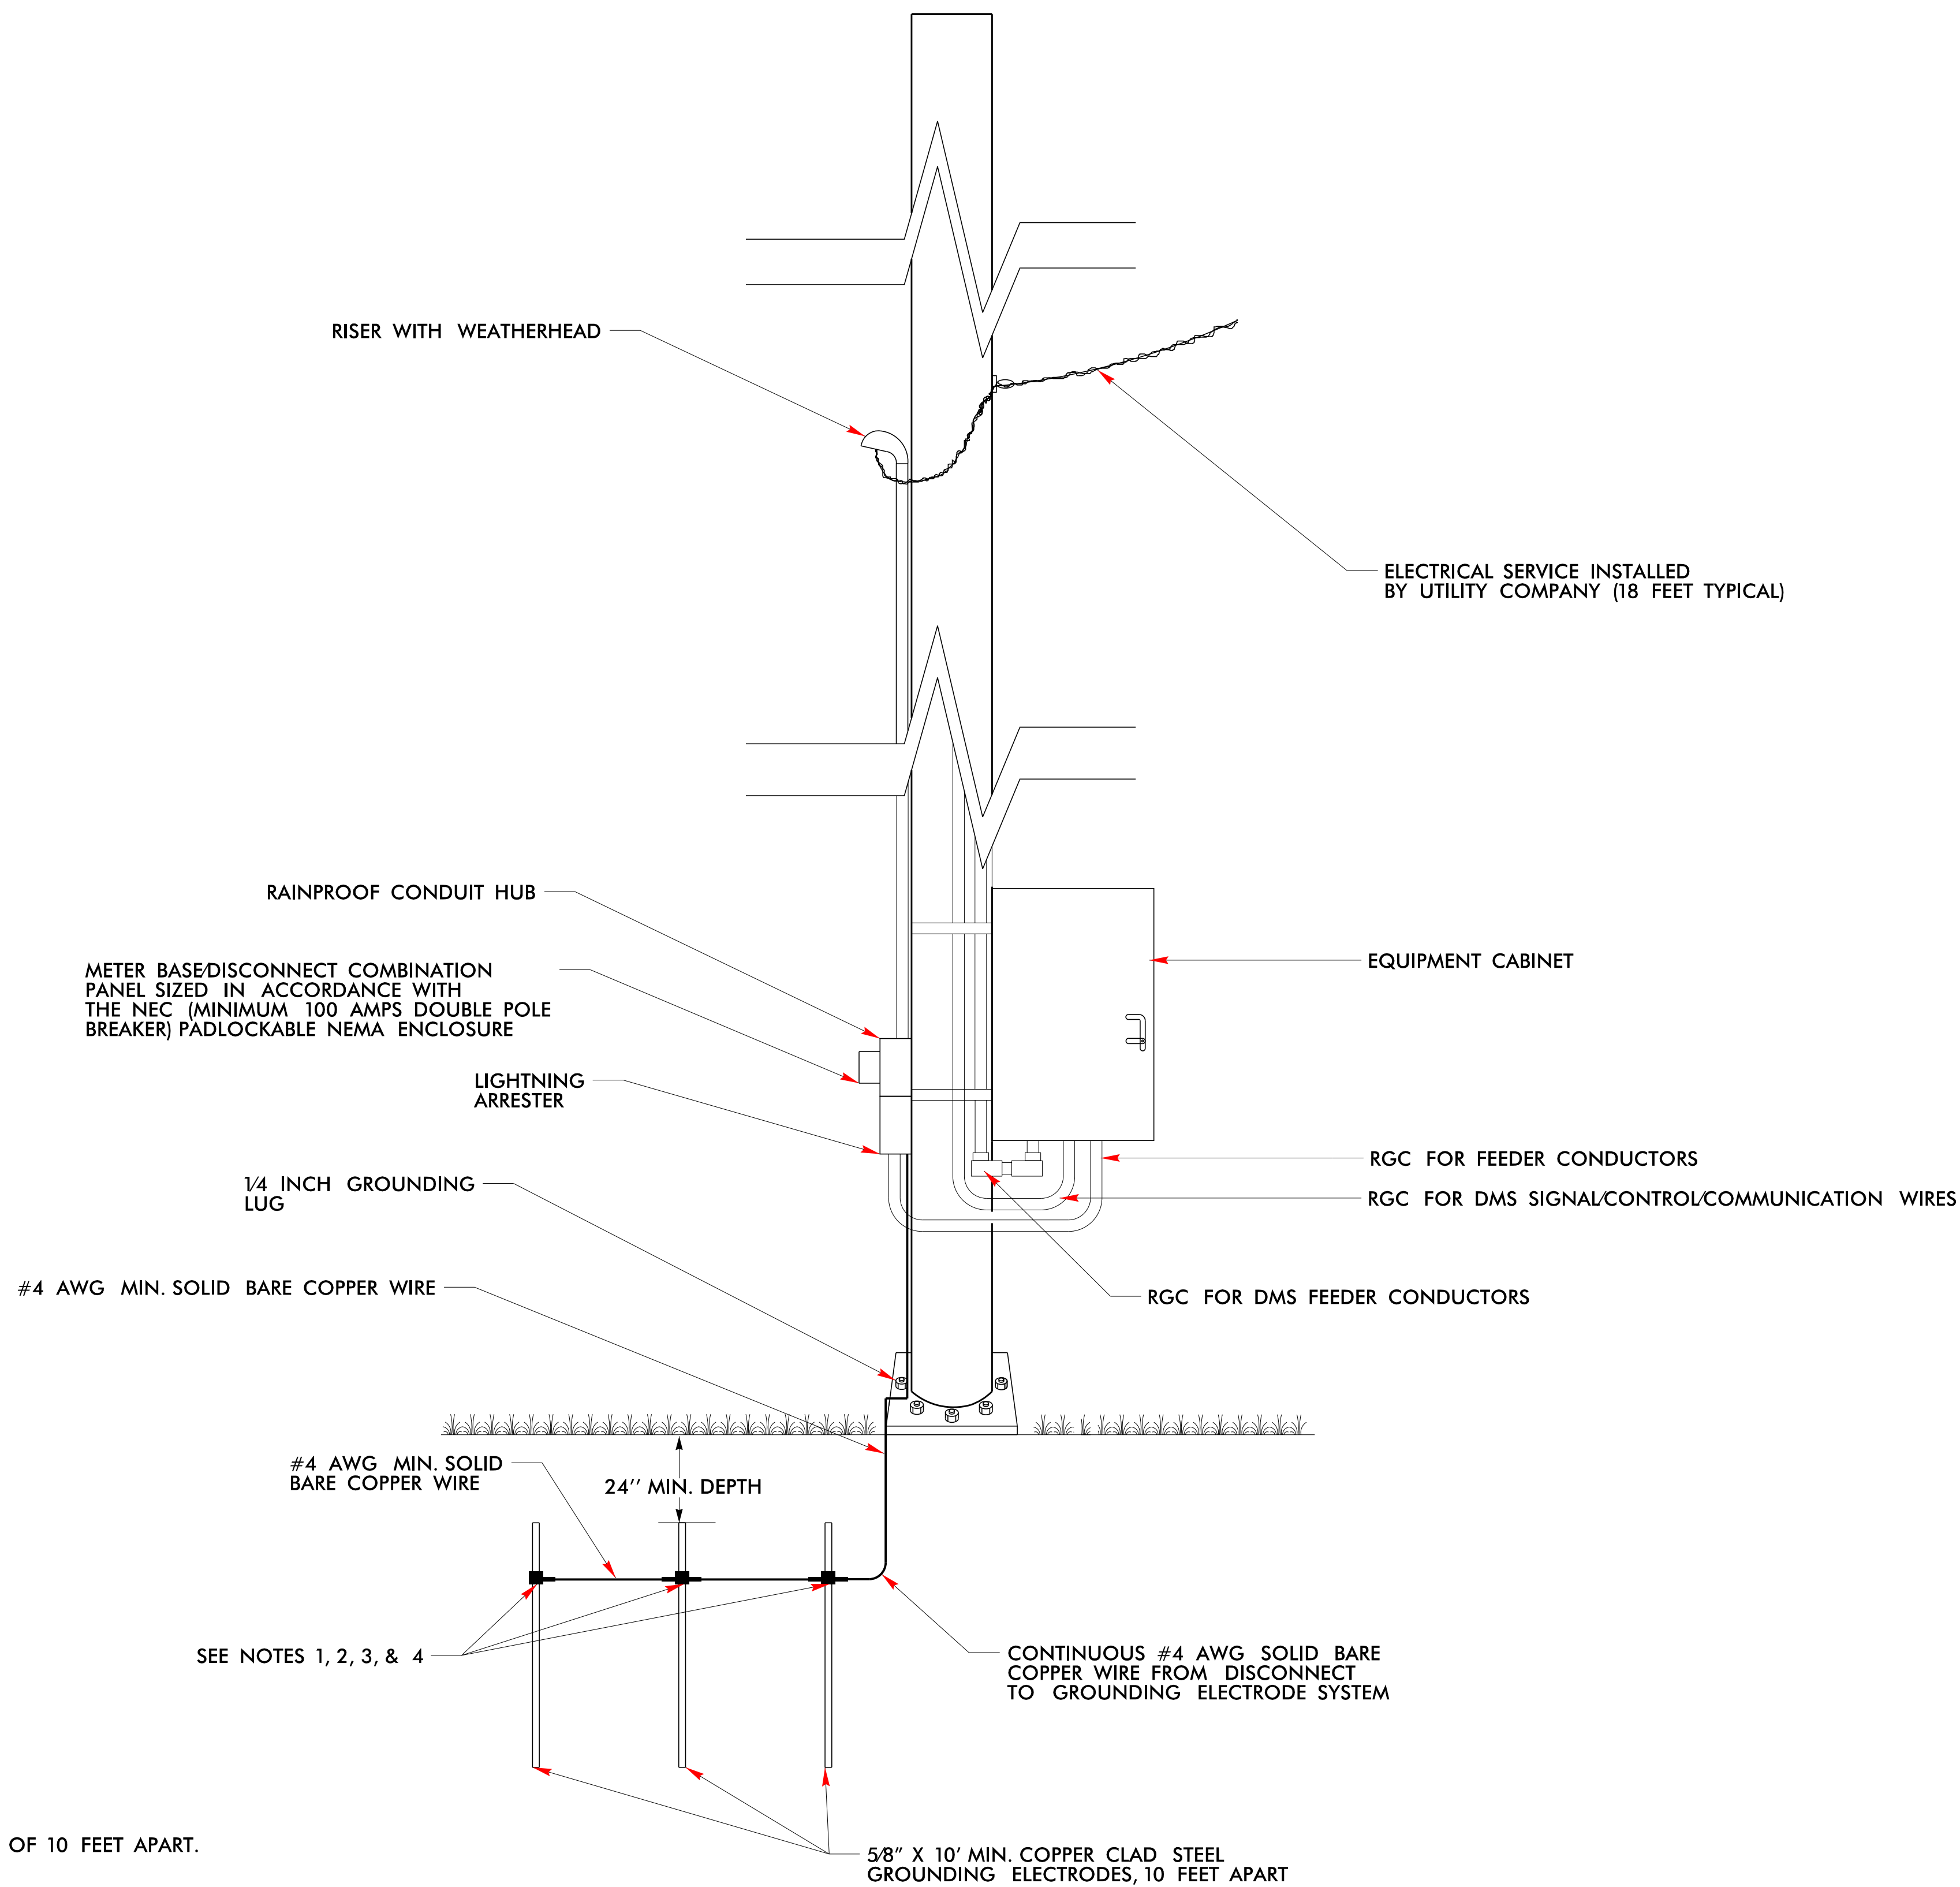 RISER WITH WEATHERHEAD
ELECTRICAL SERVICE INSTALLED
BY UTILITY COMPANY (18 FEET TYPICAL)
RAINPROOF CONDUIT HUB
METER BASE/DISCONNECT COMBINATION
PANEL SIZED IN ACCORDANCE WITH
THE NEC (MINIMUM 100 AMPS DOUBLE POLE
BREAKER) PADLOCKABLE NEMA ENCLOSURE
EQUIPMENT CABINET
LIGHTNING
ARRESTER
RGC FOR FEEDER CONDUCTORS
1/4 INCH GROUNDING
LUG
RGC FOR DMS SIGNAL/CONTROL/COMMUNICATION WIRES
#4 AWG MIN. SOLID BARE COPPER WIRE
RGC FOR DMS FEEDER CONDUCTORS
#4 AWG MIN. SOLID
BARE COPPER WIRE
24'' MIN. DEPTH
SEE NOTES 1, 2, 3, & 4
CONTINUOUS #4 AWG SOLID BARE
COPPER WIRE FROM DISCONNECT
TO GROUNDING ELECTRODE SYSTEM
OF 10 FEET APART.
5/8" X 10' MIN. COPPER CLAD STEEL
GROUNDING ELECTRODES, 10 FEET APART